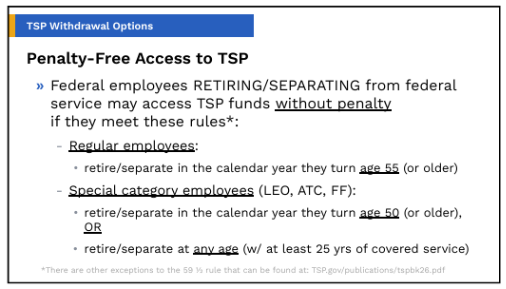 TSP Withdrawal Options
Penalty-Free Access to TSP
» Federal employees RETIRING/SEPARATING from federal
service may access TSP funds without penalty
if they meet these rules*:
- Regular employees:
• retire/separate in the calendar year they turn age 55 (or older)
- Special category employees (LEO, ATC, FF):
• retire/separate in the calendar year they turn age 50 (or older),
OR
• retire/separate at any age (w/ at least 25 yrs of covered service)
*There are other exceptions to the 59 ½ rule that can be found at: TSP.gov/publications/tspbk26.pdf